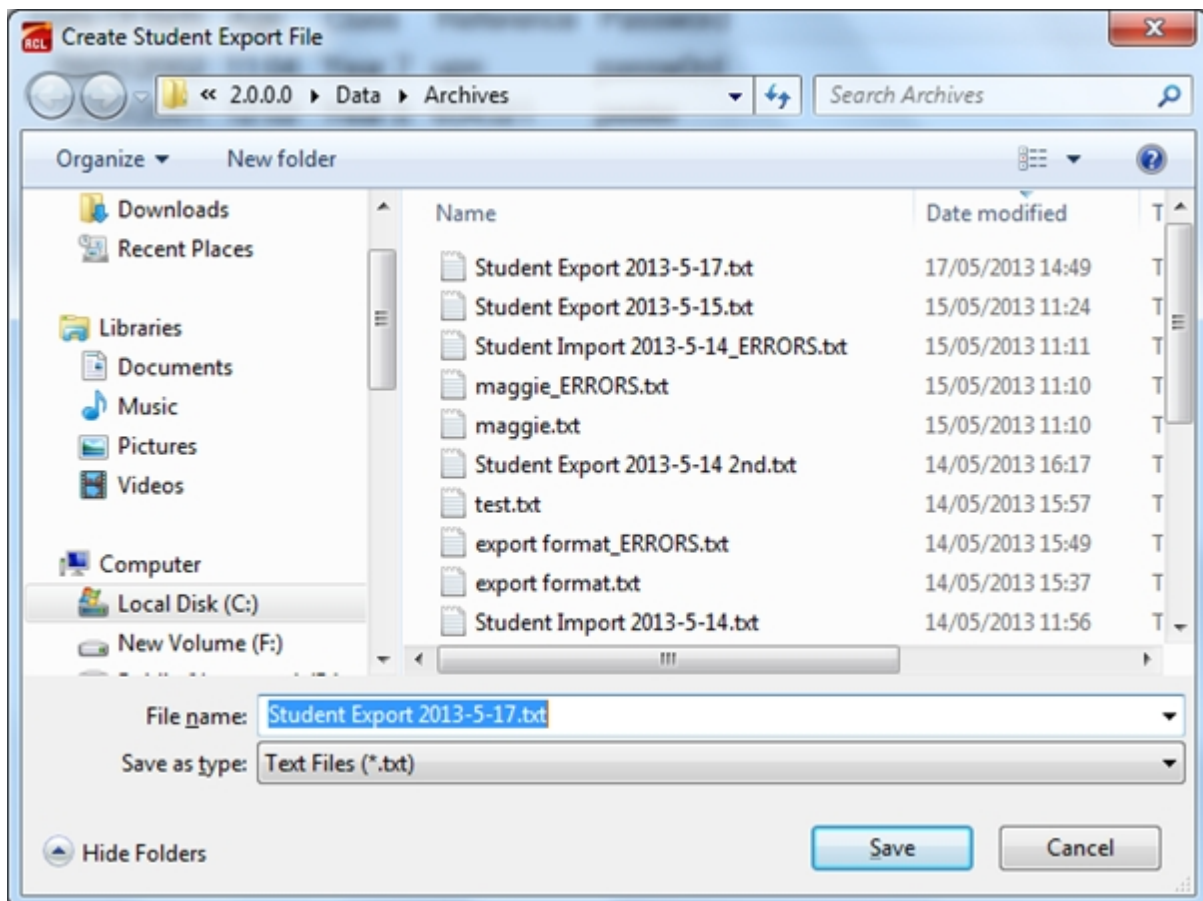 ACL Create Student Export File
« 2.0.0.0 Data Archives Search Archives
Organize New folder
Downloads
Recent Places
Libraries
Documents
Music
Pictures
Videos
Computer
Local Disk (C:)
New Volume (F:)
Name Date modified T
Student Export 2013-5-17.txt 17/05/2013 14:49 T
Student Export 2013-5-15.txt 15/05/2013 11:24 T
Student Import 2013-5-14_ERRORS.txt 15/05/2013 11:11 T
maggie_ERRORS.txt 15/05/2013 11:10 T
maggie.txt 15/05/2013 11:10 T
Student Export 2013-5-14 2nd.txt 14/05/2013 16:17 T
test.txt 14/05/2013 15:57 T
export format_ERRORS.txt 14/05/2013 15:49 T
export format.txt 14/05/2013 15:37 T
Student Import 2013-5-14.txt 14/05/2013 11:56 T
File name: Student Export 2013-5-17.txt
Save as type: Text Files (*.txt)
Hide Folders Save Cancel